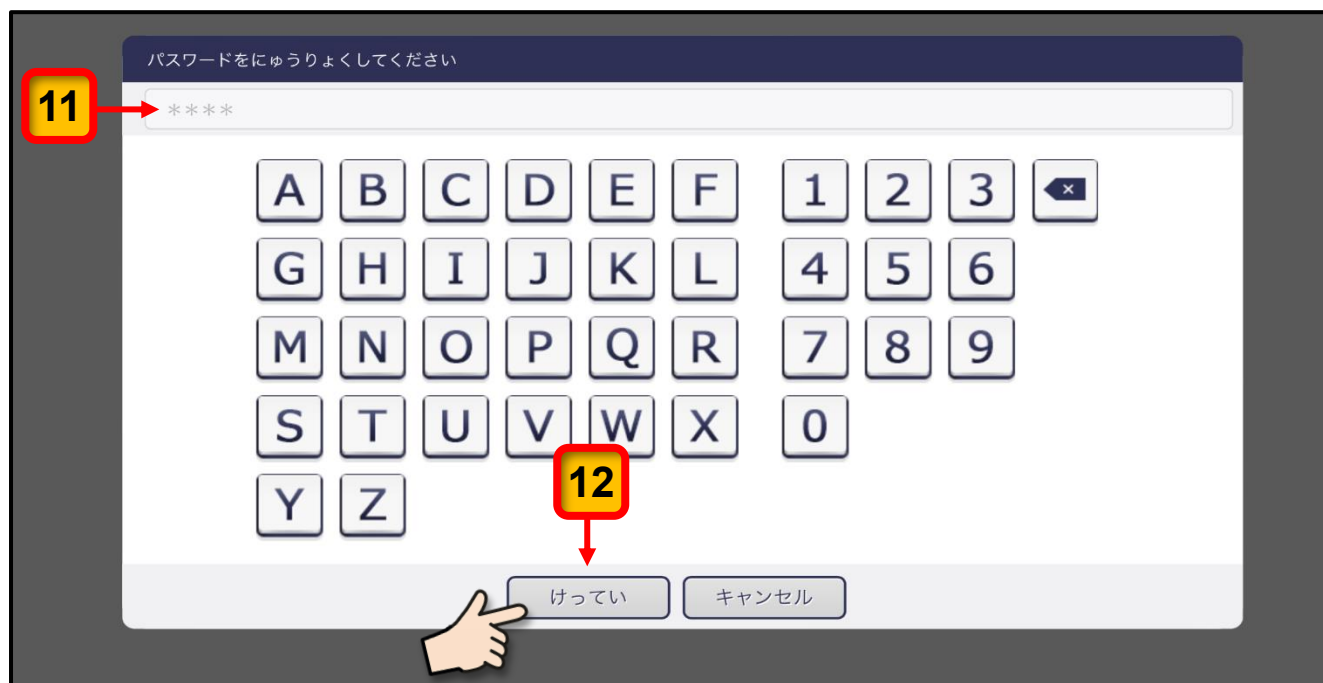 パスワードをにゅうりょくしてください
11
****
A B C D E F 1 2 3
G H I J K L 4 5 6
M N O P Q R 7 8 9
S T U V W X 0
Y Z
12
けってい キャンセル